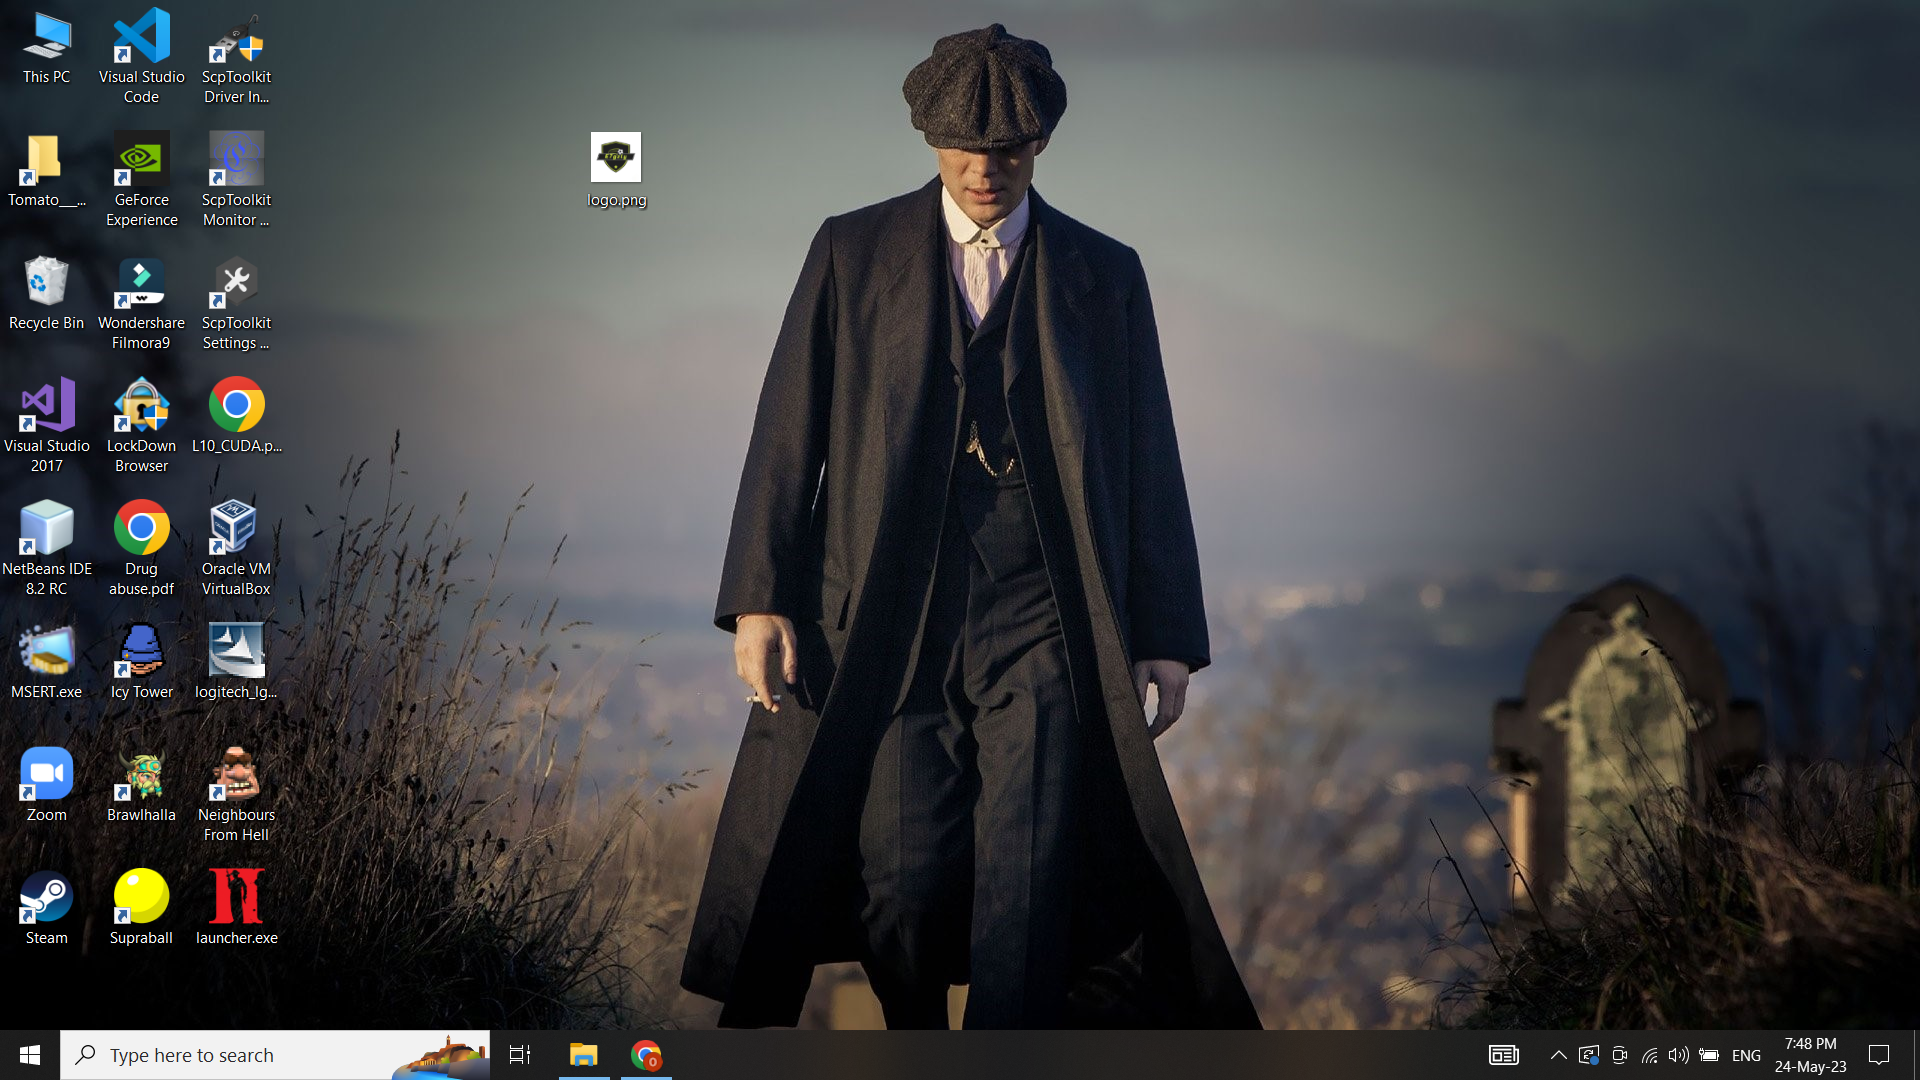 This PC
Visual Studio
Code
ScpToolkit
Driver In...
Tomato___...
GeForce
Experience
ScpToolkit
Monitor ...
logo.png
Recycle Bin
Wondershare
Filmora9
ScpToolkit
Settings ...
Visual Studio
2017
LockDown
Browser
L10_CUDA.p...
NetBeans IDE
8.2 RC
Drug
abuse.pdf
Oracle VM
VirtualBox
MSERT.exe
Icy Tower
logitech_lg...
Zoom
Brawlhalla
Neighbours
From Hell
Steam
Supraball
launcher.exe
Type here to search
ENG
7:48 PM
24-May-23